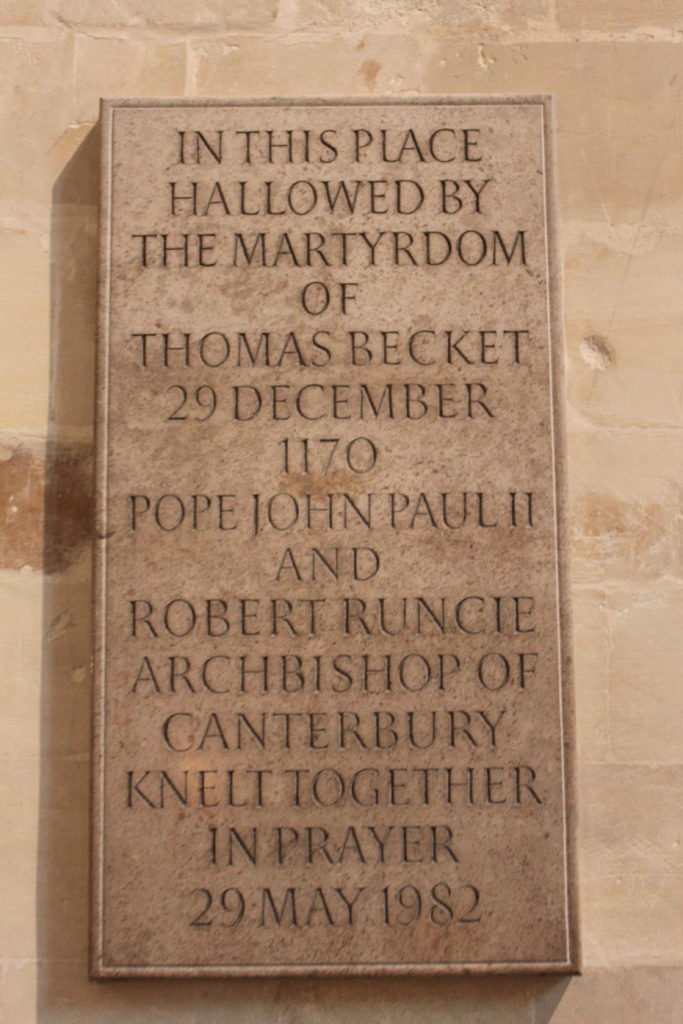 IN THIS PLACE
HALLOWED BY
THE MARTYRDOM
OF
THOMAS BECKET
29 DECEMBER
1170
POPE JOHN PAUL II
AND
ROBERT RUNCIE
ARCHBISHOP OF
CANTERBURY
KNELT TOGETHER
IN PRAYER
29 MAY 1982